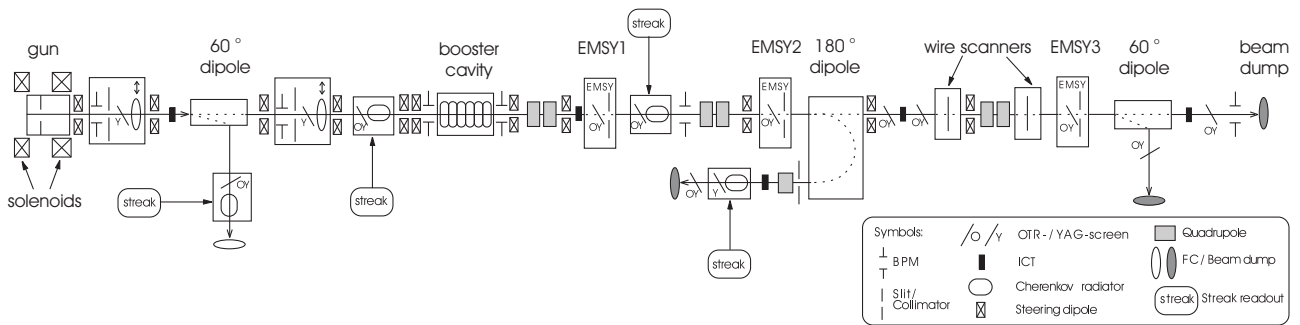 gun
60 °
dipole
booster
cavity
EMSY1
streak
EMSY2
180 °
dipole
wire scanners
EMSY3
60 °
dipole
beam
dump
Y
Y
OY
EMSY
OY
OY
EMSY
OY
OY
OY
OY
EMSY
OY
OY
OY
OY
Y
OY
solenoids
streak
streak
streak
Symbols:
BPM
Slit/
Collimator
O Y OTR- / YAG-screen
ICT
Cherenkov radiator
Steering dipole
Quadrupole
FC / Beam dump
streak Streak readout